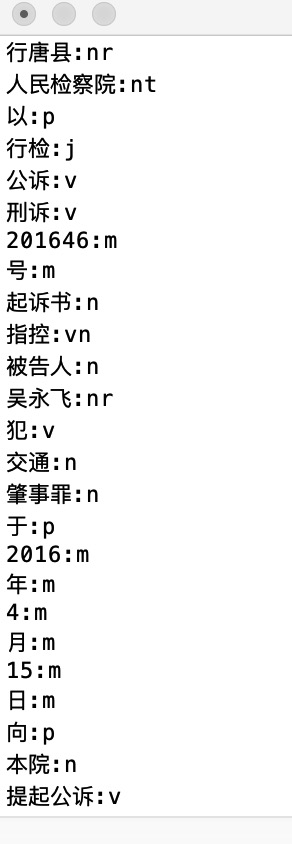 行唐县:nr
人民检察院:nt
以:p
行检:j
公诉:v
刑诉:v
201646:m
号:m
起诉书:n
指控:vn
被告人:n
吴永飞:nr
犯:v
交通:n
肇事罪:n
于:p
2016:m
年:m
4:m
月:m
15:m
日:m
向:p
本院:n
提起公诉:v